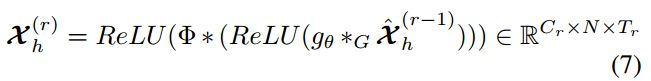 𝓧_h^{(r)} = ReLU(Φ ∗ (ReLU(g_θ ∗_G 𝓧̂_h^{(r−1)}))) ∈ ℝ^{C_r×N×T_r}
(7)